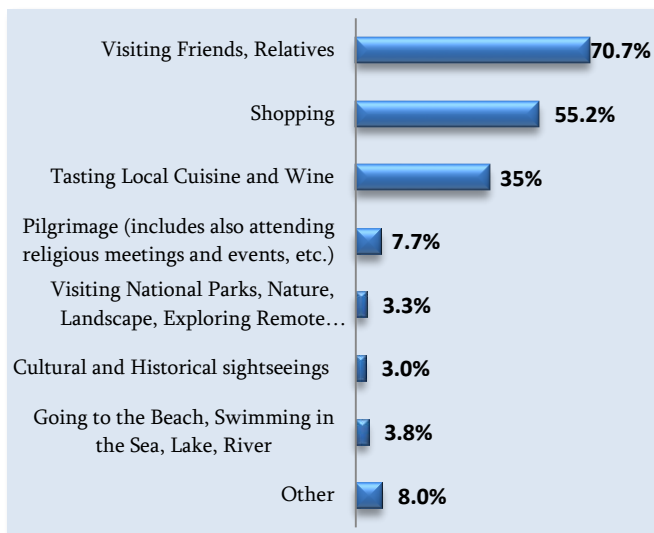 Visiting Friends, Relatives
70.7%
Shopping
55.2%
Tasting Local Cuisine and Wine
35%
Pilgrimage (includes also attending
religious meetings and events, etc.)
7.7%
Visiting National Parks, Nature,
Landscape, Exploring Remote…
3.3%
Cultural and Historical sightseeings
3.0%
Going to the Beach, Swimming in
the Sea, Lake, River
3.8%
Other
8.0%